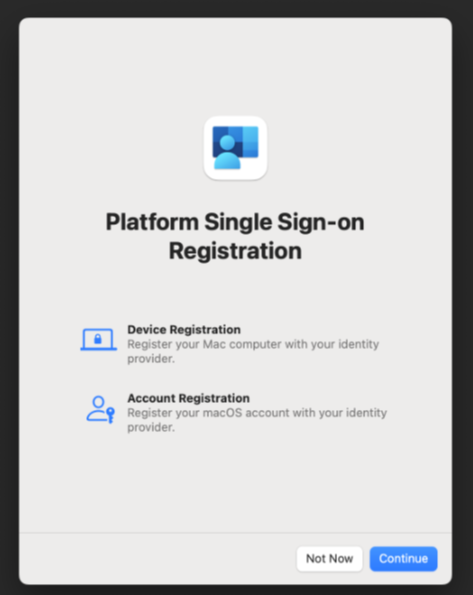 Platform Single Sign-on
Registration
Device Registration
Register your Mac computer with your identity
provider.
Account Registration
Register your macOS account with your identity
provider.
Not Now
Continue